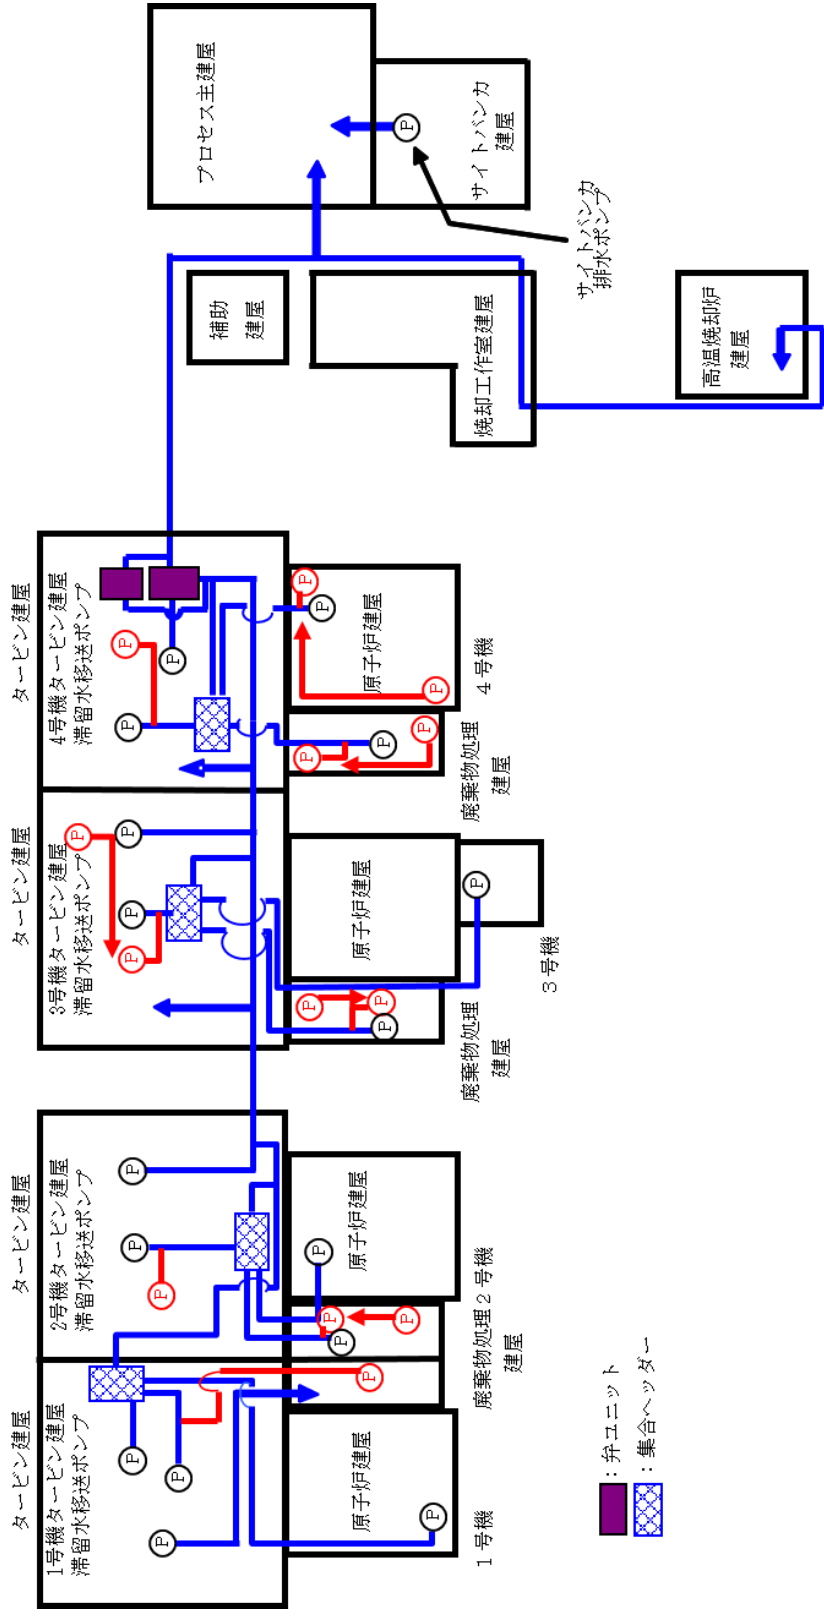 タービン建屋
1号機タービン建屋
滞留水移送ポンプ
P
P
P
原子炉建屋
P
1号機
P
タービン建屋
2号機タービン建屋
滞留水移送ポンプ
P
P
P
原子炉建屋
P
P
P
P
廃棄物処理2号機
建屋
タービン建屋
3号機タービン建屋
滞留水移送ポンプ
P
P
P
P
原子炉建屋
P
3号機
P
P
P
廃棄物処理
建屋
タービン建屋
4号機タービン建屋
滞留水移送ポンプ
P
P
P
原子炉建屋
P
P
P
4号機
P
P
P
廃棄物処理
建屋
補助
建屋
焼却工作室建屋
プロセス主建屋
P
サイトバンカ
建屋
サイトバンカ
排水ポンプ
高温焼却炉
建屋
：弁ユニット
：集合ヘッダー